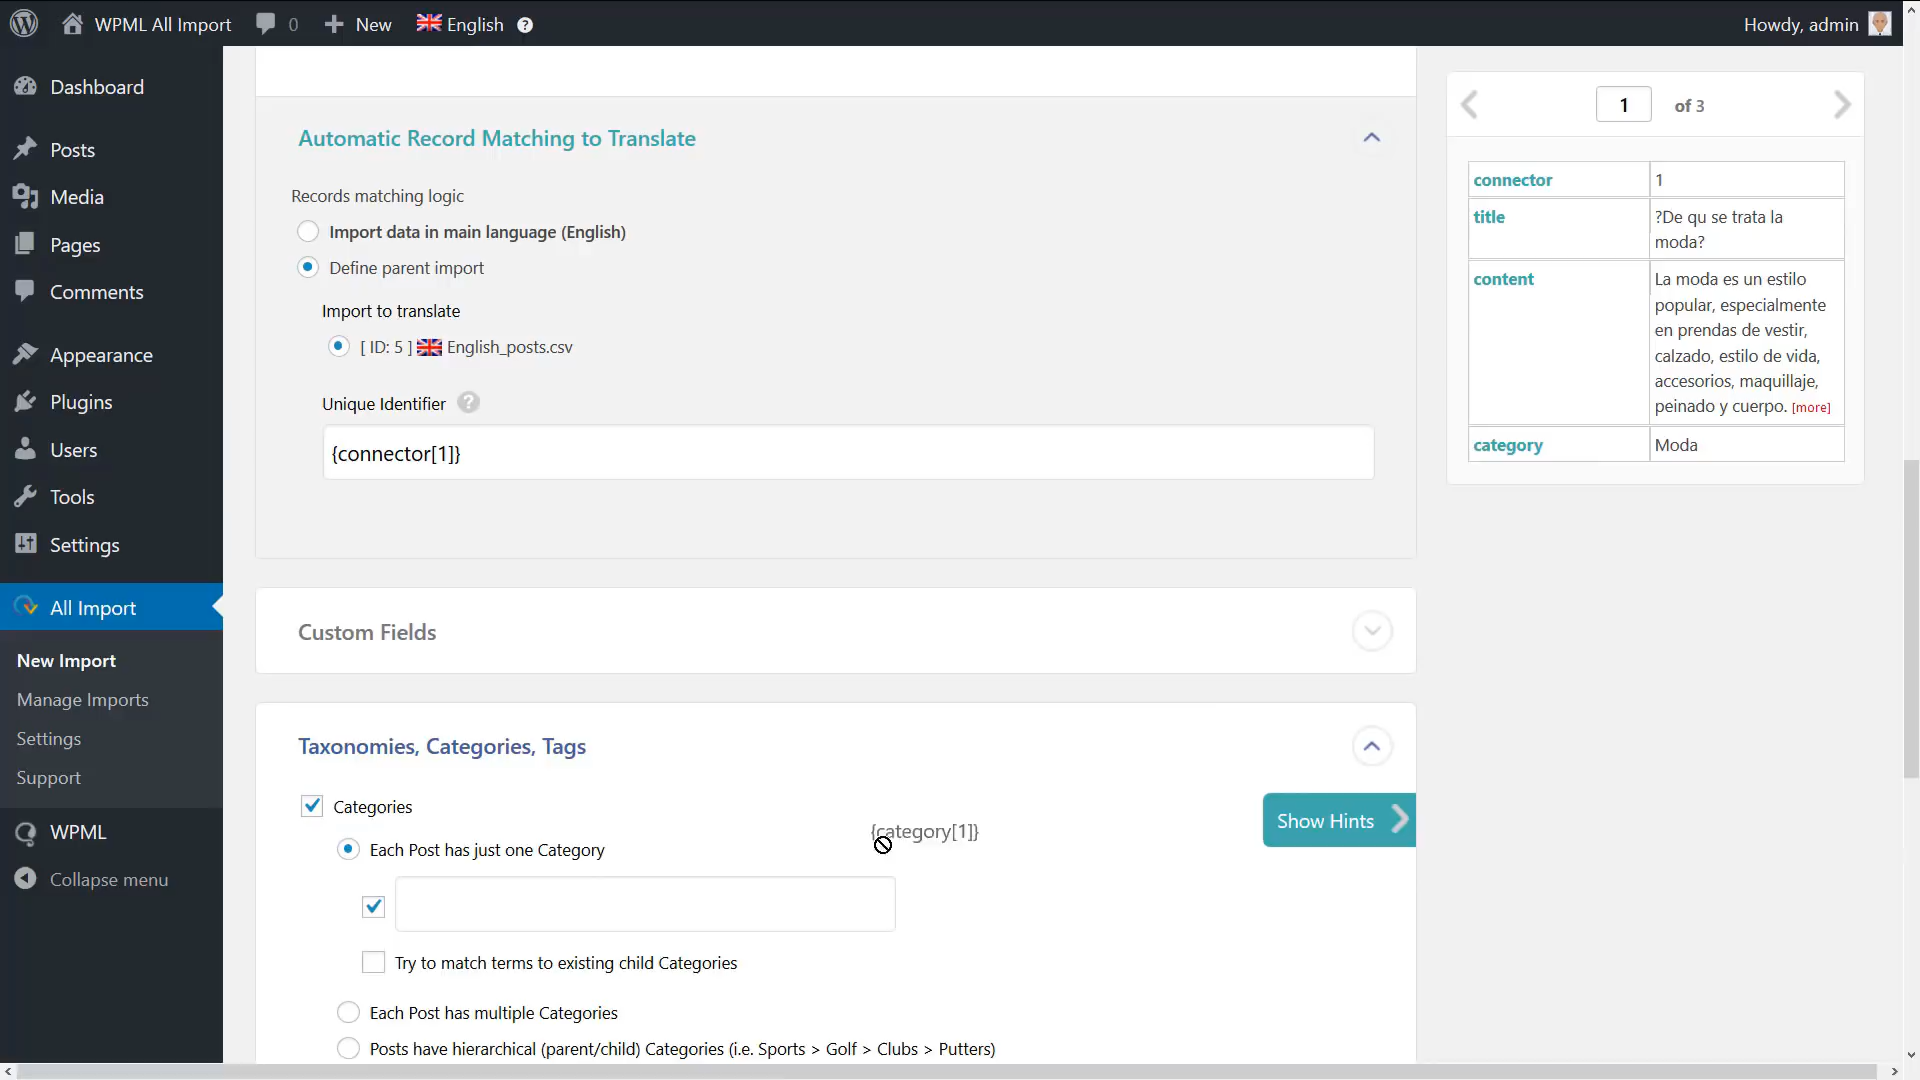 WPML All Import
0
New
English
Howdy, admin
Dashboard
Posts
Media
Pages
Comments
Appearance
Plugins
Users
Tools
Settings
All Import
New Import
Manage Imports
Settings
Support
WPML
Collapse menu
Automatic Record Matching to Translate
Records matching logic
Import data in main language (English)
Define parent import
Import to translate
[ ID: 5 ] English_posts.csv
Unique Identifier ?
{connector[1]}
Custom Fields
Taxonomies, Categories, Tags
Categories
{category[1]}
Show Hints
Each Post has just one Category
Try to match terms to existing child Categories
Each Post has multiple Categories
Posts have hierarchical (parent/child) Categories (i.e. Sports > Golf > Clubs > Putters)
1 of 3
connector 1
title ?De qu se trata la
moda?
content La moda es un estilo
popular, especialmente
en prendas de vestir,
calzado, estilo de vida,
accesorios, maquillaje,
peinado y cuerpo. [more]
category Moda